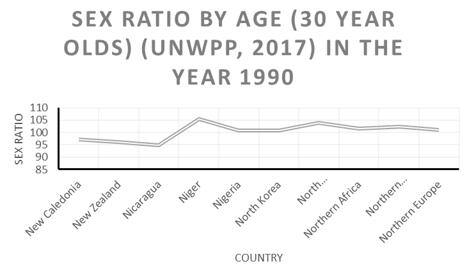 SEX RATIO BY AGE (30 YEAR
OLDS) (UNWPP, 2017) IN THE
YEAR 1990
110
105
100
95
90
85
SEX RATIO
New Caledonia
New Zealand
Nicaragua
Niger
Nigeria
North Korea
North...
Northern Africa
Northern...
Northern Europe
COUNTRY